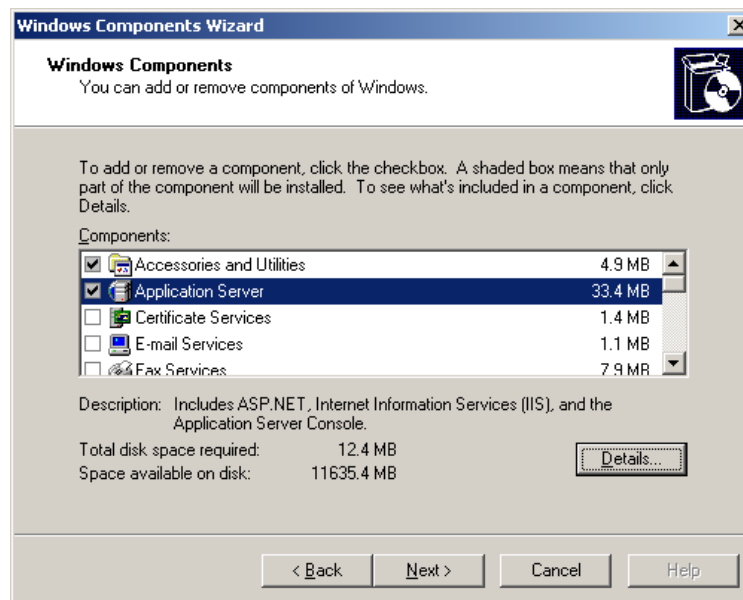 Windows Components Wizard
Windows Components
You can add or remove components of Windows.
To add or remove a component, click the checkbox. A shaded box means that only
part of the component will be installed. To see what's included in a component, click
Details.
Components:
Accessories and Utilities 4.9 MB
Application Server 33.4 MB
Certificate Services 1.4 MB
E-mail Services 1.1 MB
Fax Services 7.9 MB
Description: Includes ASP.NET, Internet Information Services (IIS), and the
Application Server Console.
Total disk space required: 12.4 MB
Space available on disk: 11635.4 MB
Details...
< Back Next > Cancel Help